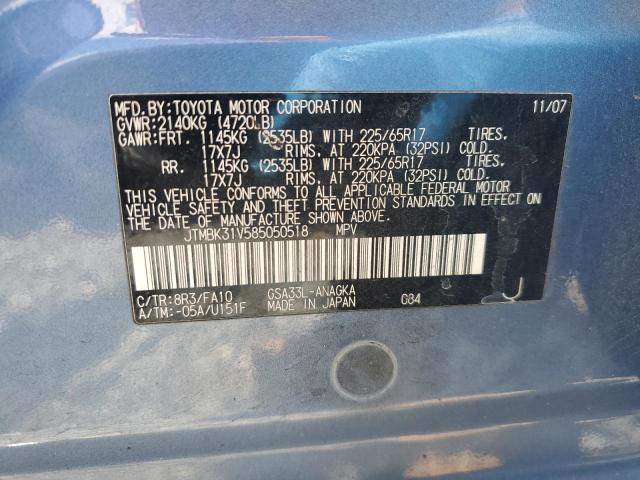 MFD. BY: TOYOTA MOTOR CORPORATION 11/07
GVWR: 2140KG (4720LB)
GAWR: FRT. 1145KG (2535LB) WITH 225/65R17 TIRES.
17X7J RIMS. AT 220KPA (32PSI) COLD.
RR. 1145KG (2535LB) WITH 225/65R17 TIRES.
17X7J RIMS. AT 220KPA (32PSI) COLD.
THIS VEHICLE CONFORMS TO ALL APPLICABLE FEDERAL MOTOR
VEHICLE SAFETY AND THEFT PREVENTION STANDARDS IN EFFECT ON
THE DATE OF MANUFACTURE SHOWN ABOVE.
JTMBK31V585050518 MPV
C/TR: 8R3/FA10 GSA33L-ANAGKA
A/TM: -05A/U151F MADE IN JAPAN G84 U